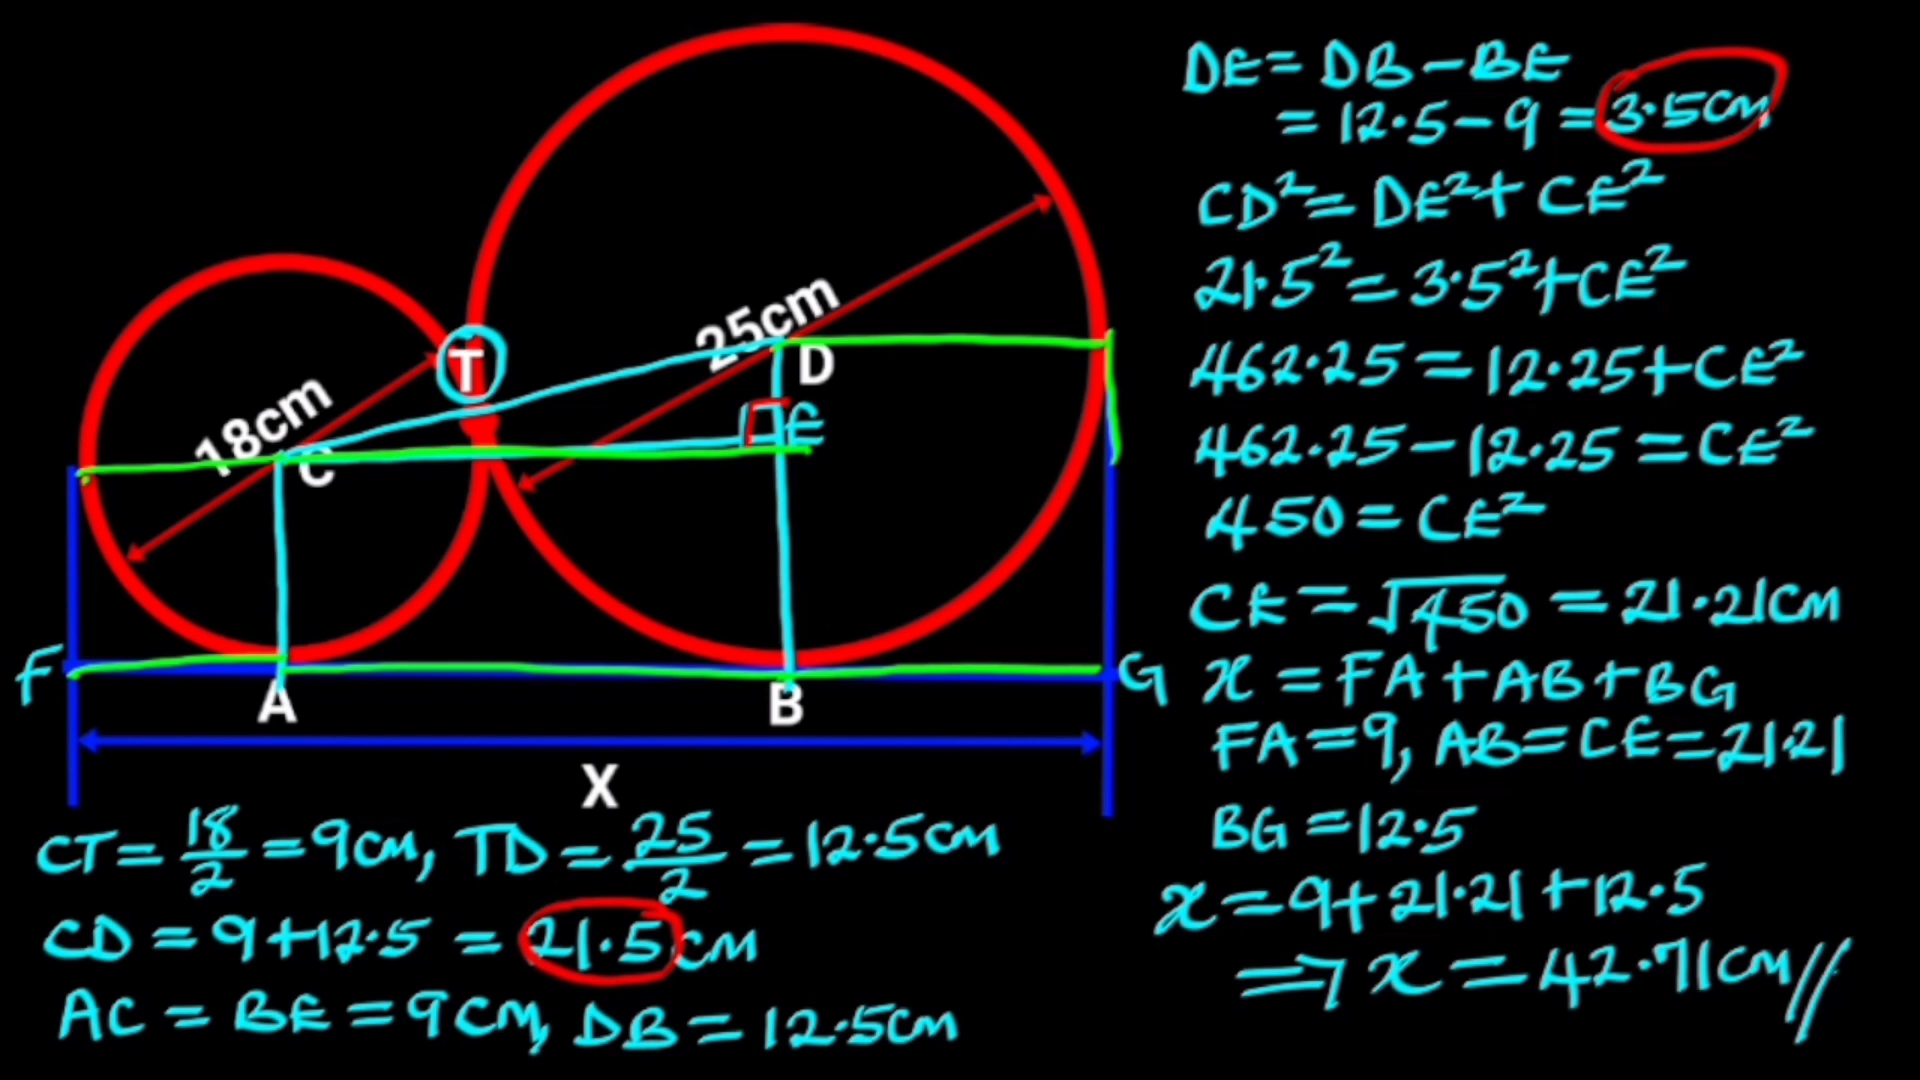 18cm
25cm
T
C
D
E
F
A
B
G
X
CT = 18/2 = 9cm, TD = 25/2 = 12.5cm
CD = 9+12.5 = 21.5cm
AC = BE = 9cm, DB = 12.5cm
DE = DB - BE
= 12.5 - 9 = 3.5cm
CD² = DE² + CE²
21.5² = 3.5² + CE²
462.25 = 12.25 + CE²
462.25 - 12.25 = CE²
450 = CE²
CE = √450 = 21.21cm
x = FA + AB + BG
FA = 9, AB = CE = 21.21
BG = 12.5
x = 9 + 21.21 + 12.5
⇒ x = 42.71cm//